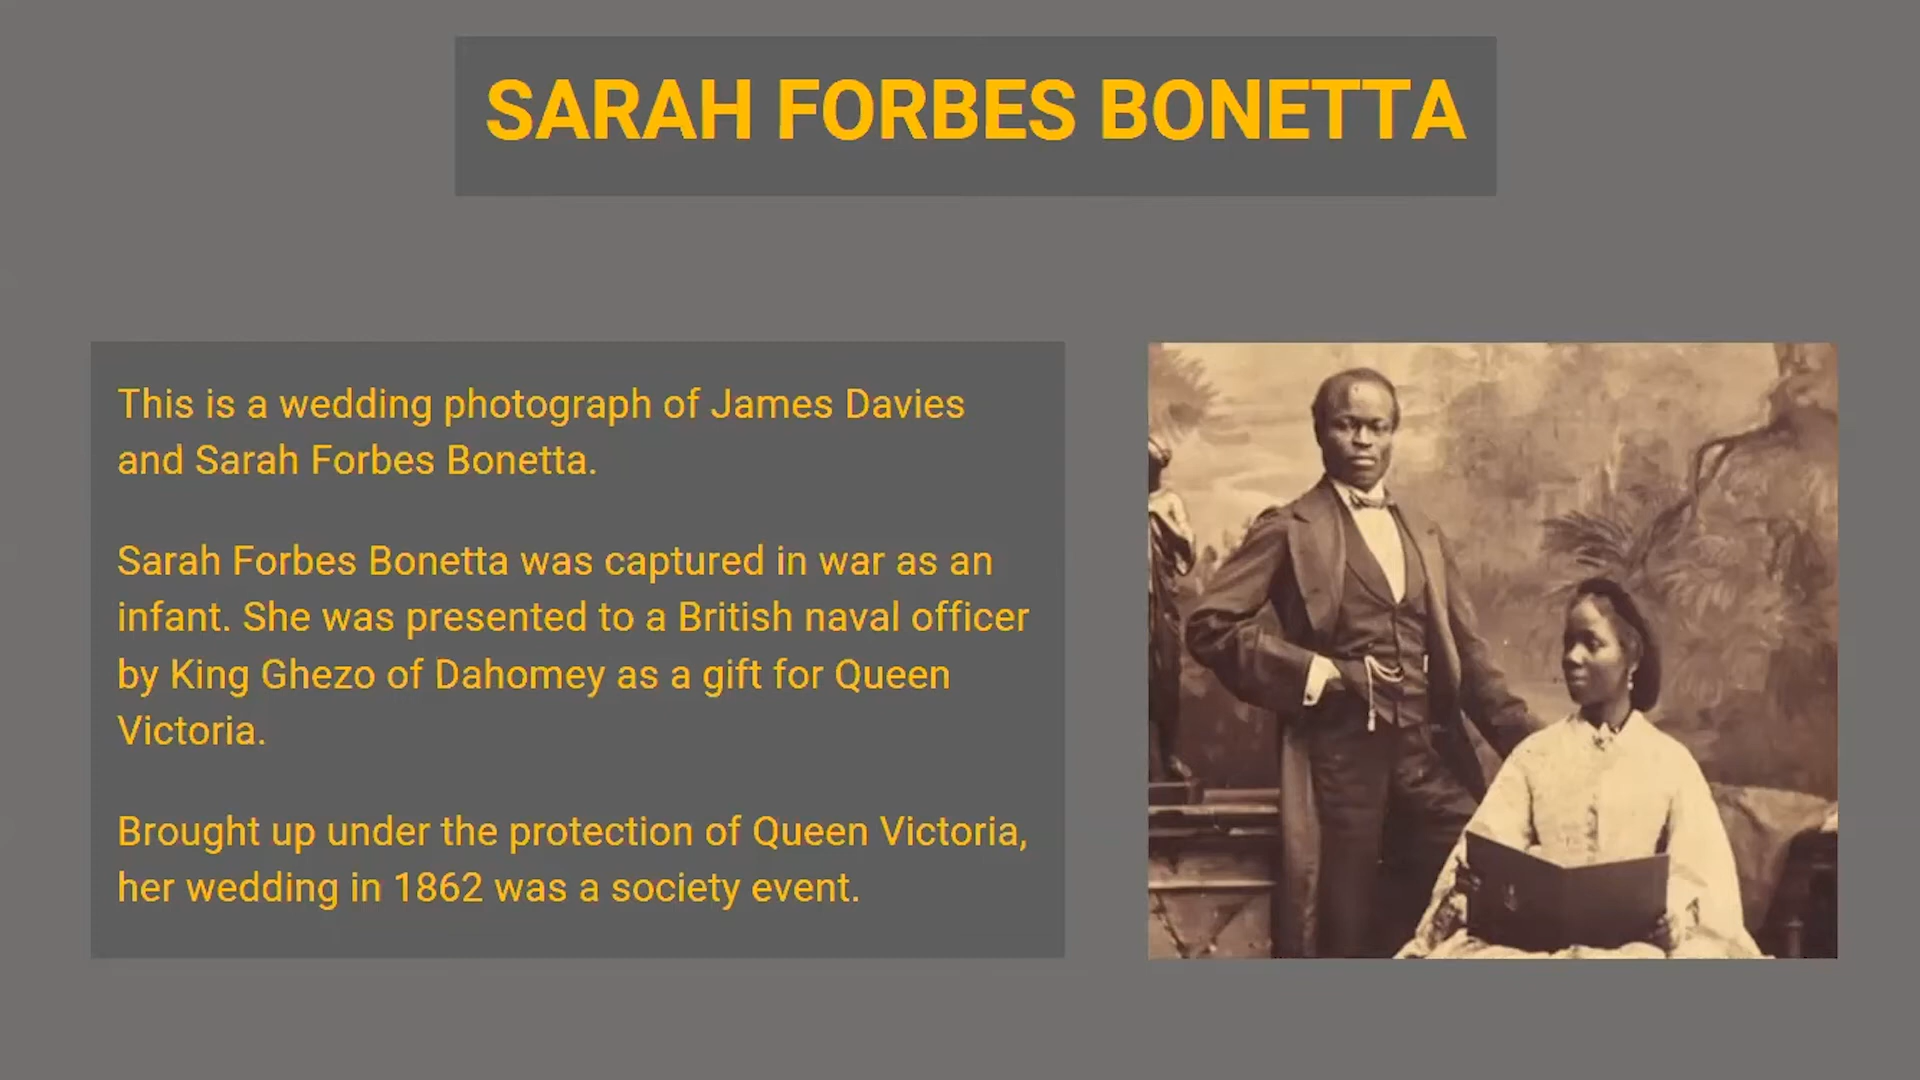 SARAH FORBES BONETTA
This is a wedding photograph of James Davies
and Sarah Forbes Bonetta.
Sarah Forbes Bonetta was captured in war as an
infant. She was presented to a British naval officer
by King Ghezo of Dahomey as a gift for Queen
Victoria.
Brought up under the protection of Queen Victoria,
her wedding in 1862 was a society event.